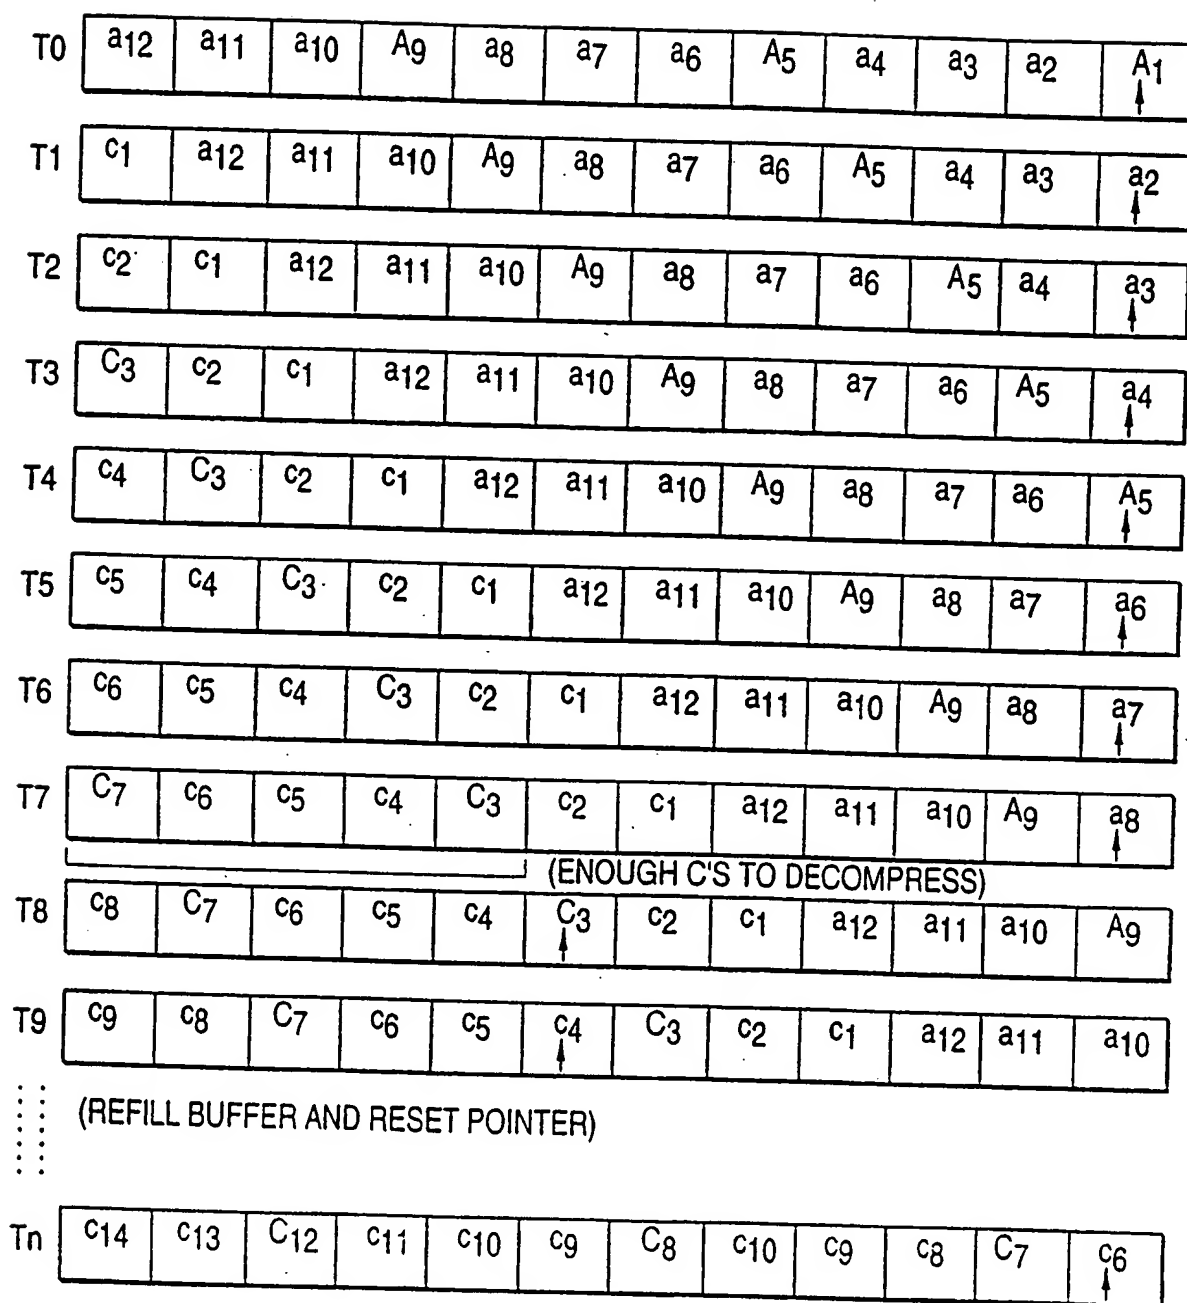 T0 a12 a11 a10 A9 a8 a7 a6 A5 a4 a3 a2 A1
T1 c1 a12 a11 a10 A9 a8 a7 a6 A5 a4 a3 a2
T2 c2 c1 a12 a11 a10 A9 a8 a7 a6 A5 a4 a3
T3 C3 c2 c1 a12 a11 a10 A9 a8 a7 a6 A5 a4
T4 c4 C3 c2 c1 a12 a11 a10 A9 a8 a7 a6 A5
T5 c5 c4 C3 c2 c1 a12 a11 a10 A9 a8 a7 a6
T6 c6 c5 c4 C3 c2 c1 a12 a11 a10 A9 a8 a7
T7 C7 c6 c5 c4 C3 c2 c1 a12 a11 a10 A9 a8
(ENOUGH C'S TO DECOMPRESS)
T8 c8 C7 c6 c5 c4 C3 c2 c1 a12 a11 a10 A9
T9 c9 c8 C7 c6 c5 c4 C3 c2 c1 a12 a11 a10
(REFILL BUFFER AND RESET POINTER)
Tn c14 c13 C12 c11 c10 c9 C8 c10 c9 c8 C7 c6